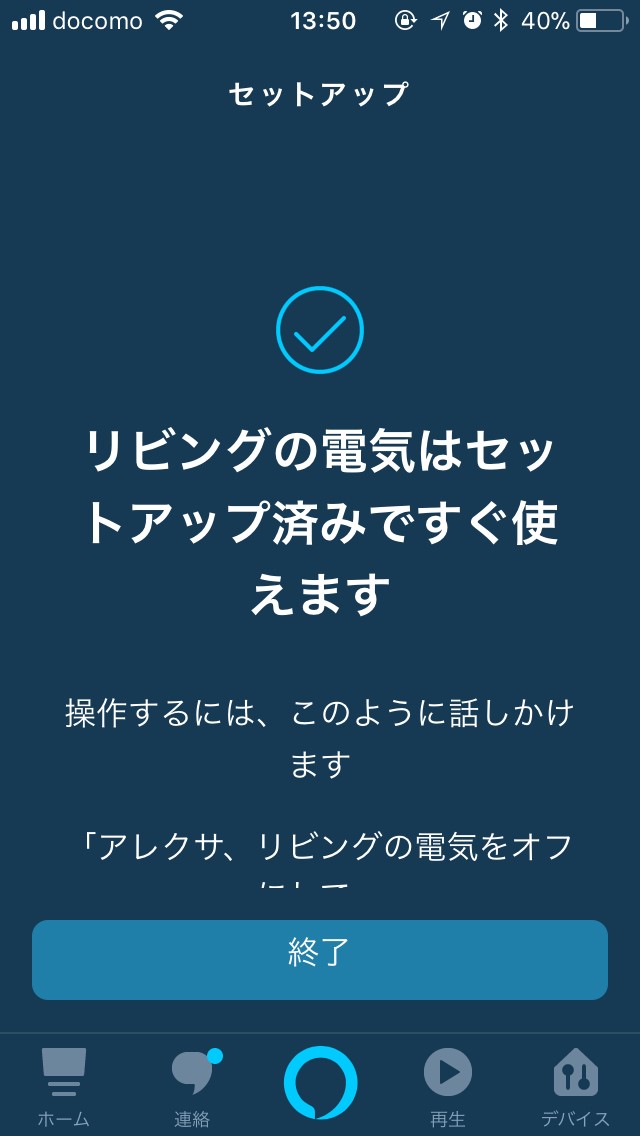 docomo 13:50 40%
セットアップ
リビングの電気はセッ
トアップ済みですぐ使
えます
操作するには、このように話しかけ
ます
「アレクサ、リビングの電気をオフ
終了
ホーム 連絡 再生 デバイス